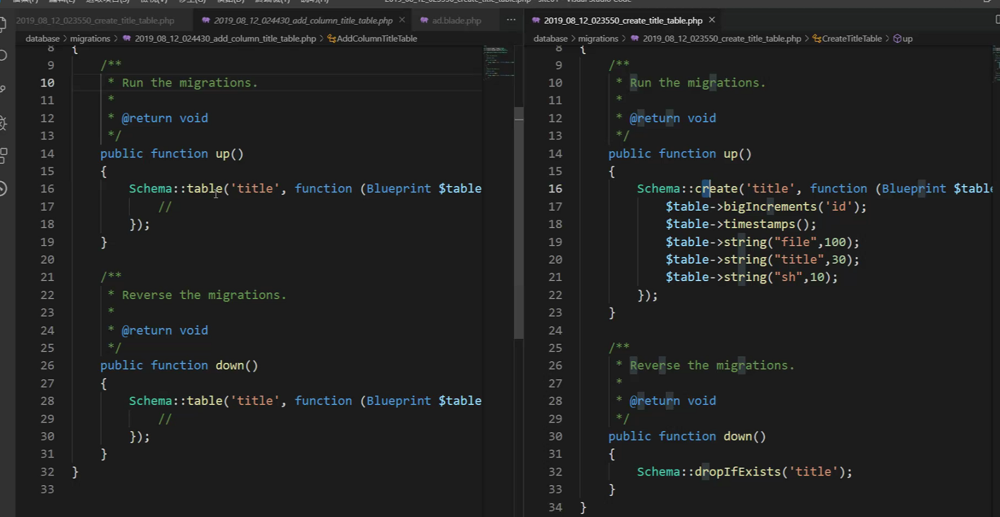 2019_08_12_023550_create_title_table.php - site01 - Visual Studio Code
2019_08_12_023550_create_title_table.php
2019_08_12_024430_add_column_title_table.php
ad.blade.php
database > migrations > 2019_08_12_024430_add_column_title_table.php > AddColumnTitleTable
8 {
9 /**
10 * Run the migrations.
11 *
12 * @return void
13 */
14 public function up()
15 {
16 Schema::table('title', function (Blueprint $table
17 //
18 });
19 }
20
21 /**
22 * Reverse the migrations.
23 *
24 * @return void
25 */
26 public function down()
27 {
28 Schema::table('title', function (Blueprint $table
29 //
30 });
31 }
32 }
33
2019_08_12_023550_create_title_table.php
database > migrations > 2019_08_12_023550_create_title_table.php > CreateTitleTable > up
8 {
9 /**
10 * Run the migrations.
11 *
12 * @return void
13 */
14 public function up()
15 {
16 Schema::create('title', function (Blueprint $table
17 $table->bigIncrements('id');
18 $table->timestamps();
19 $table->string("file",100);
20 $table->string("title",30);
21 $table->string("sh",10);
22 });
23 }
24
25 /**
26 * Reverse the migrations.
27 *
28 * @return void
29 */
30 public function down()
31 {
32 Schema::dropIfExists('title');
33 }
34 }